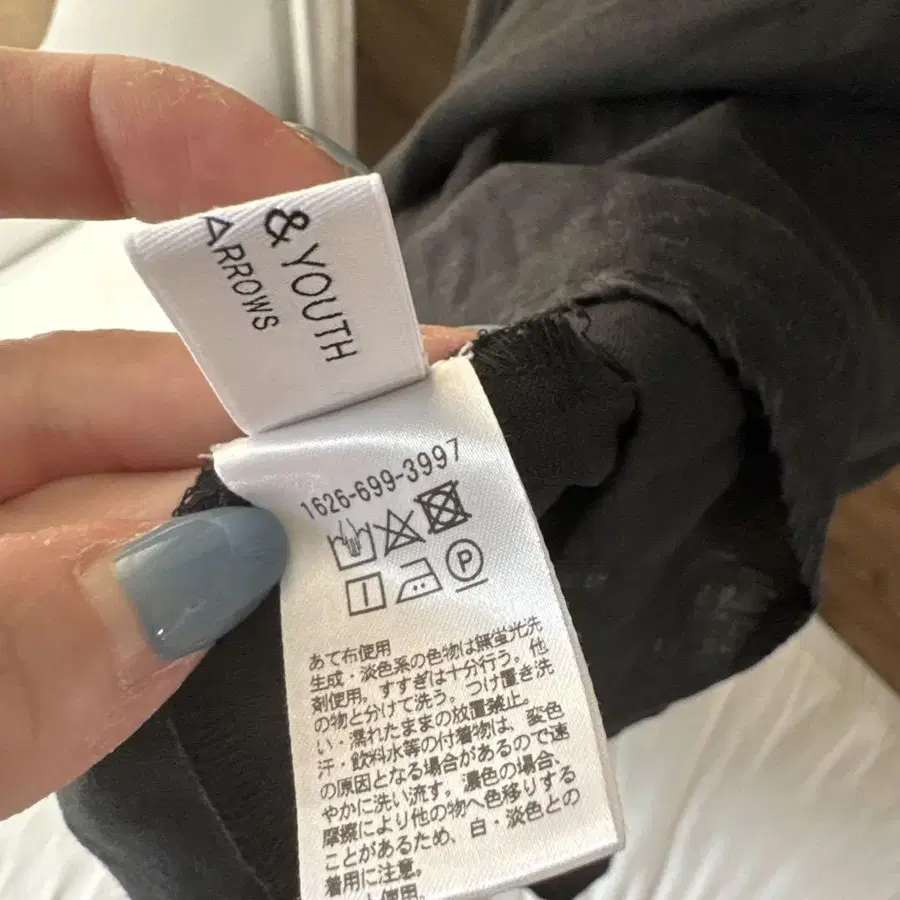 & YOUTH
ARROWS
1626-699-3997
P
あて布使用
生成・淡色系の色物は無蛍光洗
剤使用。すすぎは十分行う。他
の物と分けて洗う。つけ置き洗
い・濡れたままの放置禁止。
汗・飲料水等の付着物は、変色
の原因となる場合があるので速
やかに洗い流す。濃色の場合、
摩擦により他の物へ色移りする
ことがあるため、白・淡色との
着用に注意。
使用。